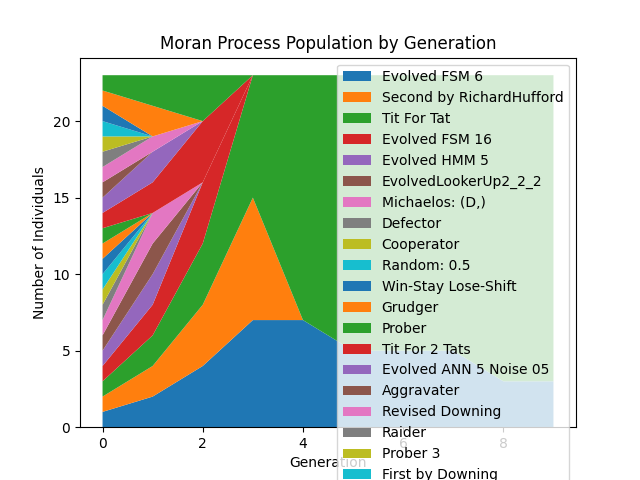 Moran Process Population by Generation
Number of Individuals
20
15
10
5
0
0
2
4
6
8
Generation
Evolved FSM 6
Second by RichardHufford
Tit For Tat
Evolved FSM 16
Evolved HMM 5
EvolvedLookerUp2_2_2
Michaelos: (D,)
Defector
Cooperator
Random: 0.5
Win-Stay Lose-Shift
Grudger
Prober
Tit For 2 Tats
Evolved ANN 5 Noise 05
Aggravater
Revised Downing
Raider
Prober 3
First by Downing